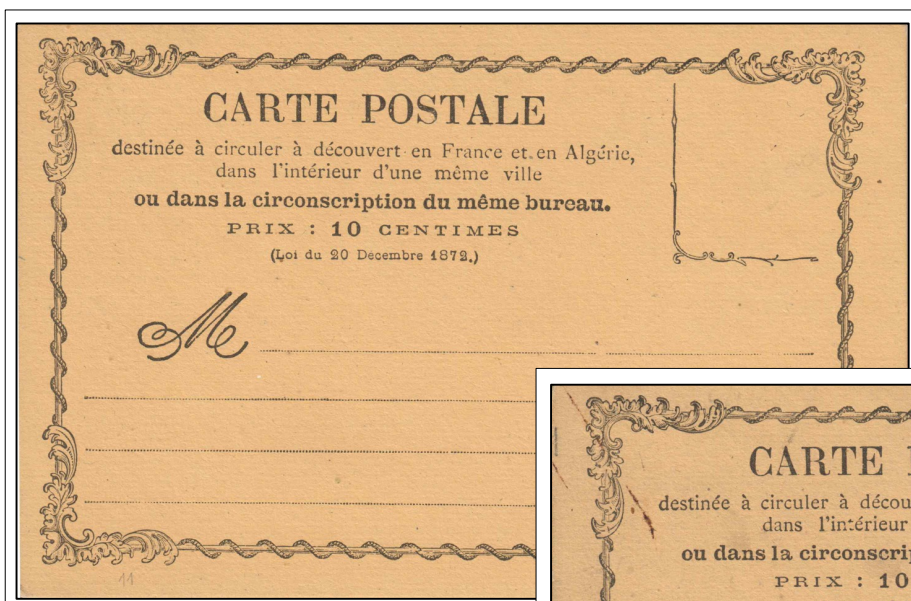 CARTE POSTALE
destinée à circuler à découvert en France et en Algérie,
dans l'intérieur d'une même ville
ou dans la circonscription du même bureau.
PRIX : 10 CENTIMES
(Loi du 20 Décembre 1872.)
M
11
CARTE
destinée à circuler à décou
dans l'intérieur
ou dans la circonscri
PRIX : 10